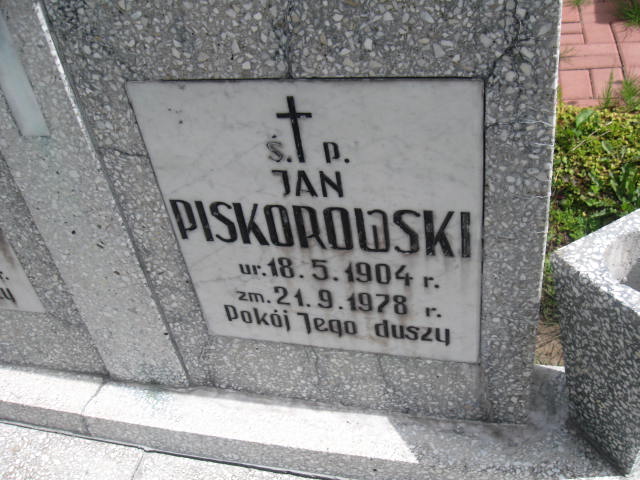 ś. p.
JAN
PISKOROWSKI
ur. 18.5.1904 r.
zm. 21.9.1978 r.
Pokój Jego duszy